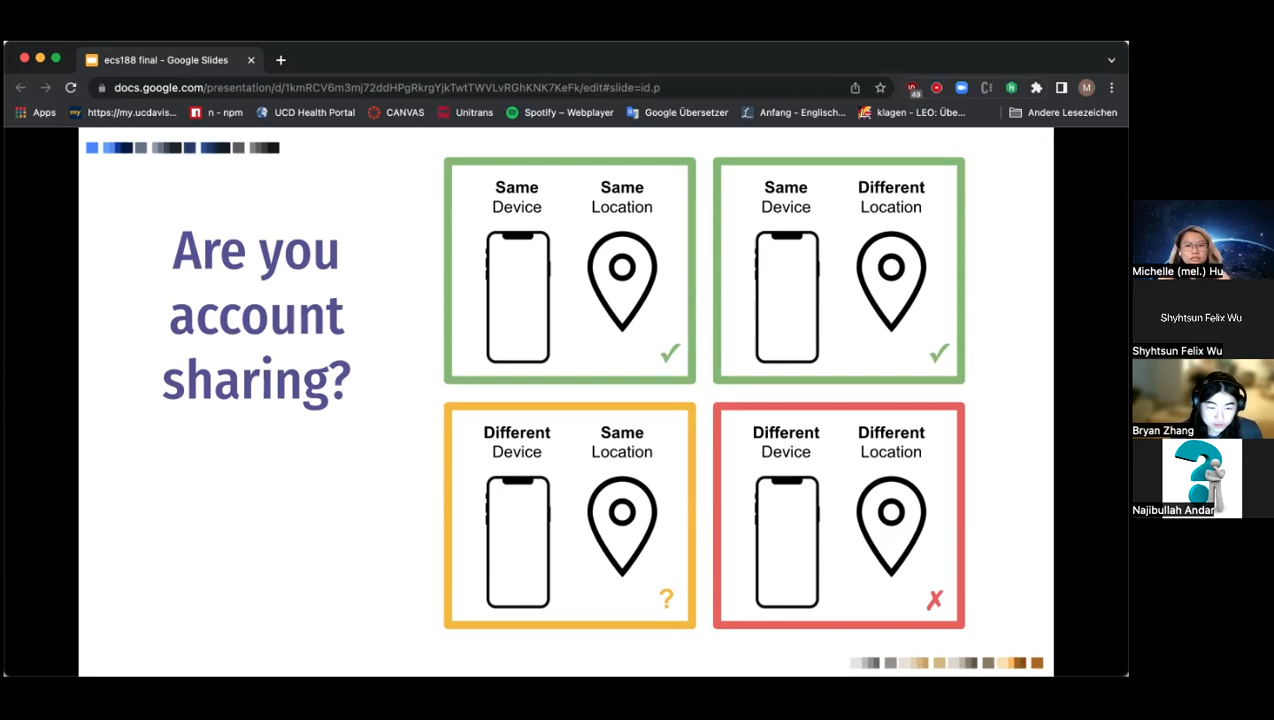 ecs188 final - Google Slides
docs.google.com/presentation/d/1kmRCV6m3mj72ddHPgRkrgYjkTwtTWVLvRGhKNK7KeFk/edit#slide=id.p
49
M
Apps
https://my.ucdavis...
n - npm
UCD Health Portal
CANVAS
Unitrans
Spotify – Webplayer
Google Übersetzer
Anfang - Englisch...
klagen - LEO: Übe...
Andere Lesezeichen
Are you
account
sharing?
Same
Device
Same
Location
✓
Same
Device
Different
Location
✓
Different
Device
Same
Location
?
Different
Device
Different
Location
✗
Michelle (mel.) Hu
Shyhtsun Felix Wu
Shyhtsun Felix Wu
Bryan Zhang
Najibullah Andar